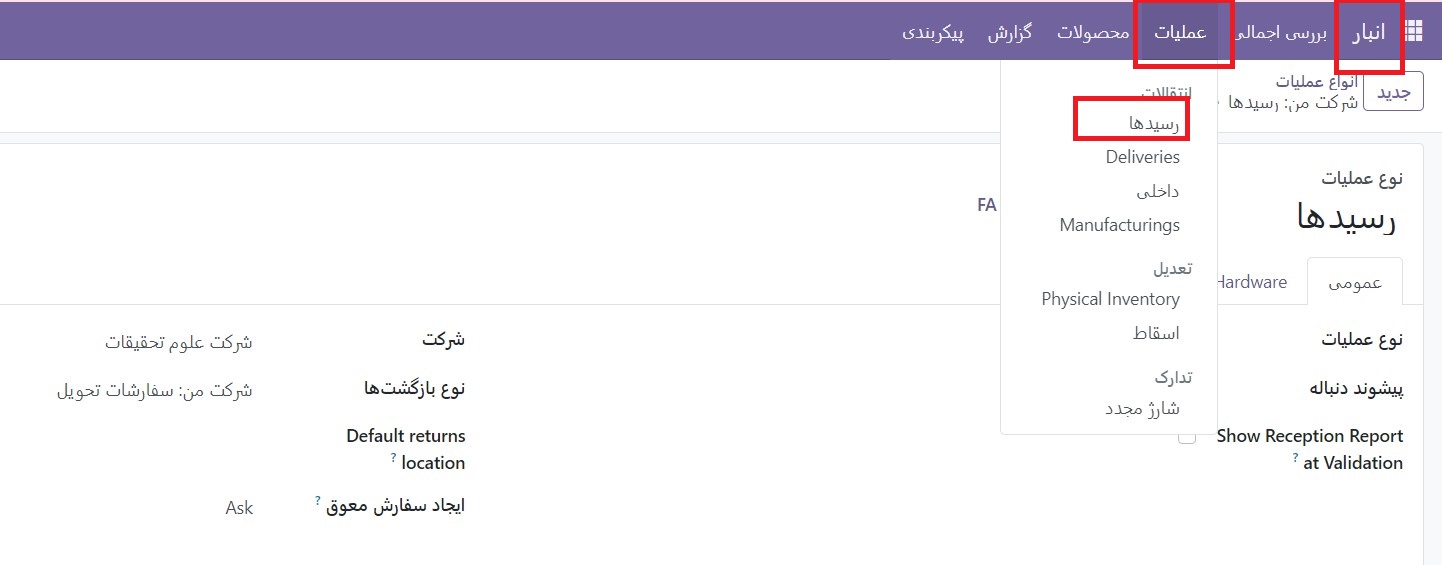 انبار
بررسی اجمالی
عملیات
محصولات
گزارش
پیکربندی
جدید
انواع عملیات
شرکت من: رسیدها
انتقالات
رسیدها
Deliveries
داخلی
Manufacturings
تعدیل
Physical Inventory
اسقاط
تدارک
شارژ مجدد
نوع عملیات
رسیدها
FA
عمومی
Hardware
نوع عملیات
پیشوند دنباله
Show Reception Report
at Validation ?
شرکت
شرکت علوم تحقیقات
نوع بازگشت‌ها
شرکت من: سفارشات تحویل
Default returns
location ?
ایجاد سفارش معوق ?
Ask